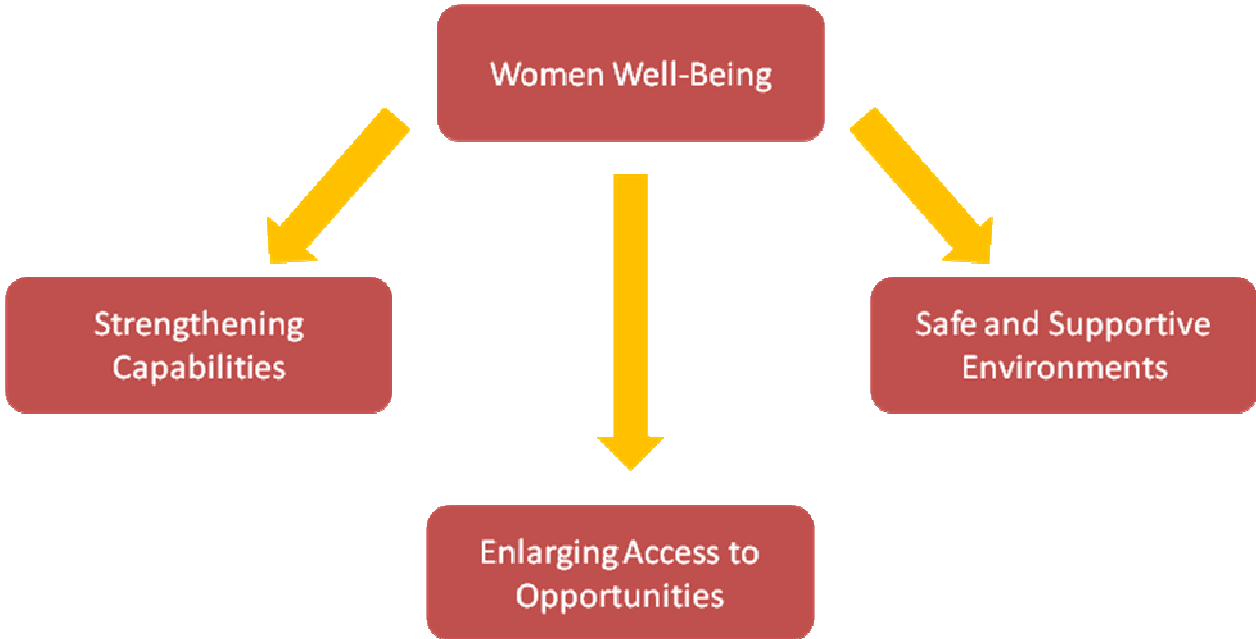 Women Well-Being
Strengthening
Capabilities
Safe and Supportive
Environments
Enlarging Access to
Opportunities